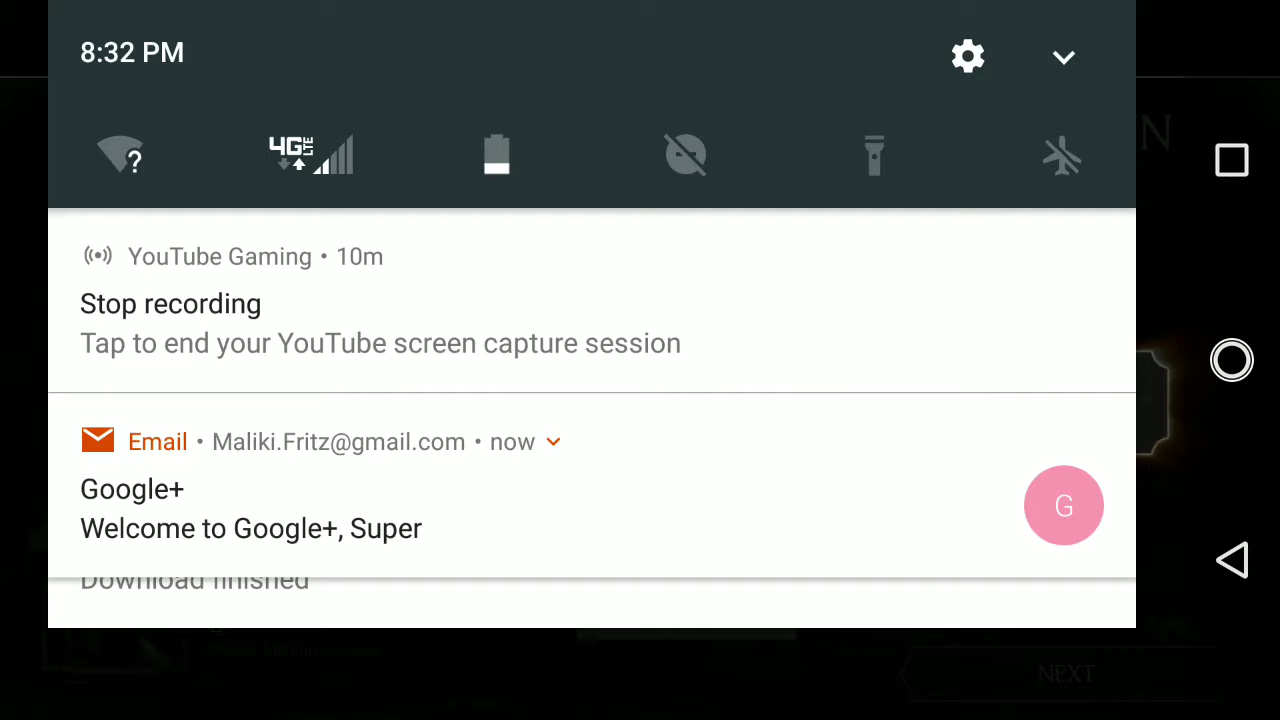 8:32 PM
4G LTE
?
YouTube Gaming • 10m
Stop recording
Tap to end your YouTube screen capture session
Email • Maliki.Fritz@gmail.com • now
Google+
G
Welcome to Google+, Super
Download finished
NEXT